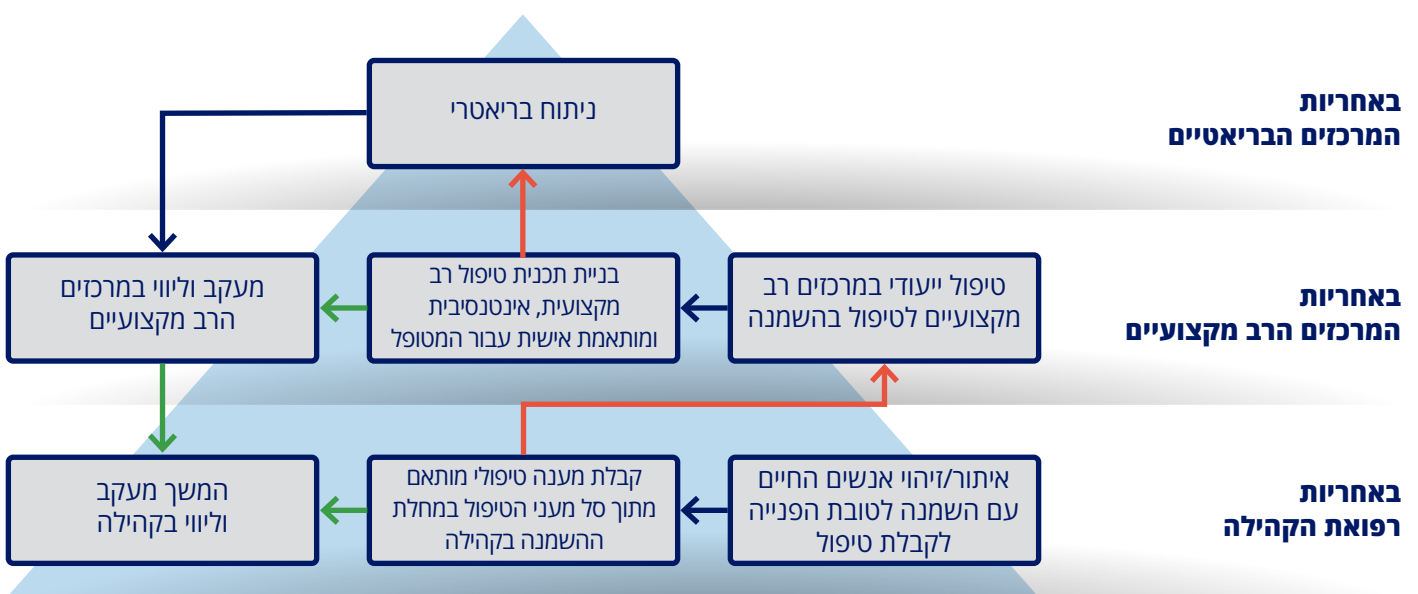 באחריות
המרכזים הבריאטיים
ניתוח בריאטרי
באחריות
המרכזים הרב מקצועיים
טיפול ייעודי במרכזים רב
מקצועיים לטיפול בהשמנה
בניית תכנית טיפול רב
מקצועית, אינטנסיבית
ומותאמת אישית עבור המטופל
מעקב וליווי במרכזים
הרב מקצועיים
באחריות
רפואת הקהילה
איתור/זיהוי אנשים החיים
עם השמנה לטובת הפנייה
לקבלת טיפול
קבלת מענה טיפולי מותאם
מתוך סל מעני הטיפול במחלת
ההשמנה בקהילה
המשך מעקב
וליווי בקהילה